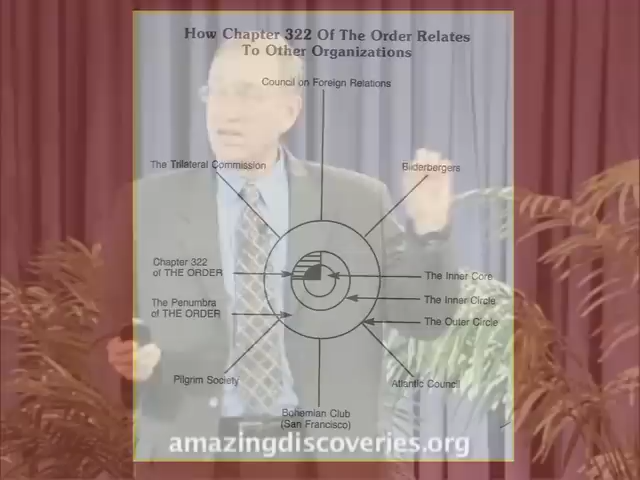 How Chapter 322 Of The Order Relates
To Other Organizations
Council on Foreign Relations
The Trilateral Commission
Bilderbergers
Chapter 322
of THE ORDER
The Inner Core
The Inner Circle
The Penumbra
of THE ORDER
The Outer Circle
Pilgrim Society
Atlantic Council
Bohemian Club
(San Francisco)
amazingdiscoveries.org